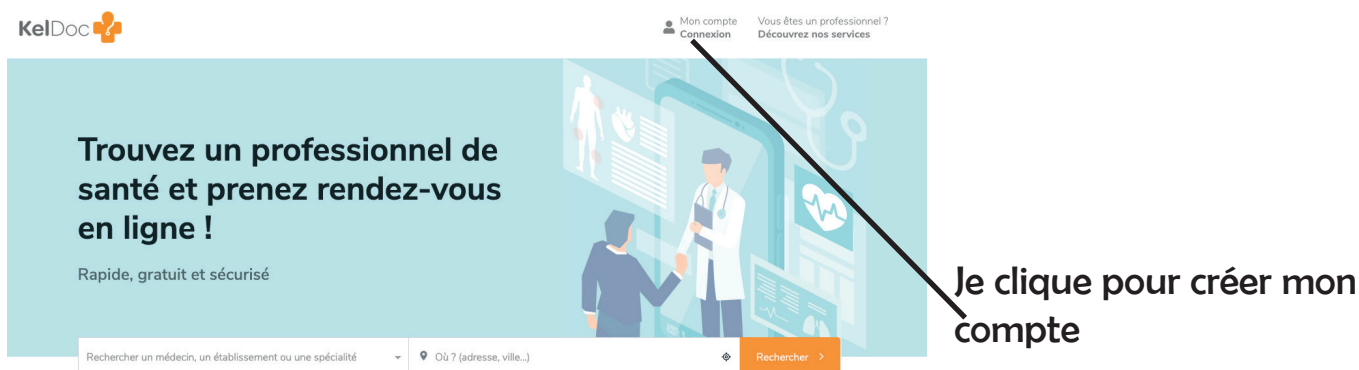 KelDoc
Mon compte
Connexion
Vous êtes un professionnel ?
Découvrez nos services
Trouvez un professionnel de
santé et prenez rendez-vous
en ligne !
Rapide, gratuit et sécurisé
Rechercher un médecin, un établissement ou une spécialité
Où ? (adresse, ville...)
Rechercher >
Je clique pour créer mon
compte